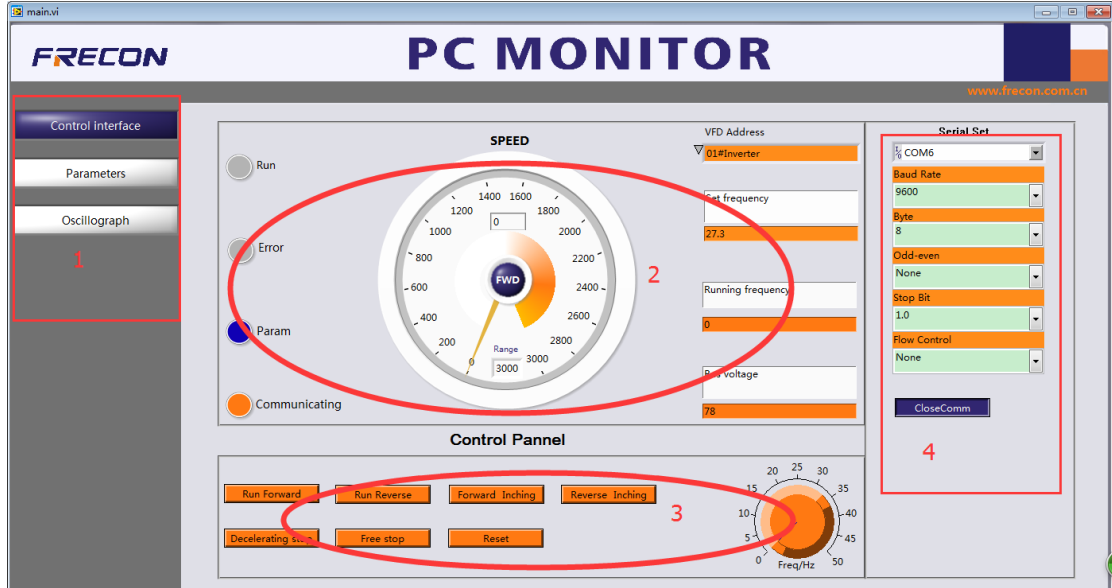 main.vi
FRECON
PC MONITOR
www.frecon.com.cn
Control interface
Parameters
Oscillograph
1
Run
Error
Param
Communicating
SPEED
0
200
400
600
800
1000
1200
1400
1600
1800
2000
2200
2400
2600
2800
3000
0
FWD
Range
3000
2
VFD Address
01#Inverter
Set frequency
27.3
Running frequency
0
voltage
78
Serial Set
COM6
Baud Rate
9600
Byte
8
Odd-even
None
Stop Bit
1.0
Flow Control
None
CloseComm
4
Control Pannel
Run Forward
Run Reverse
Forward Inching
Reverse Inching
Decelerating stop
Free stop
Reset
3
0
5
10
15
20
25
30
35
40
45
50
Freq/Hz